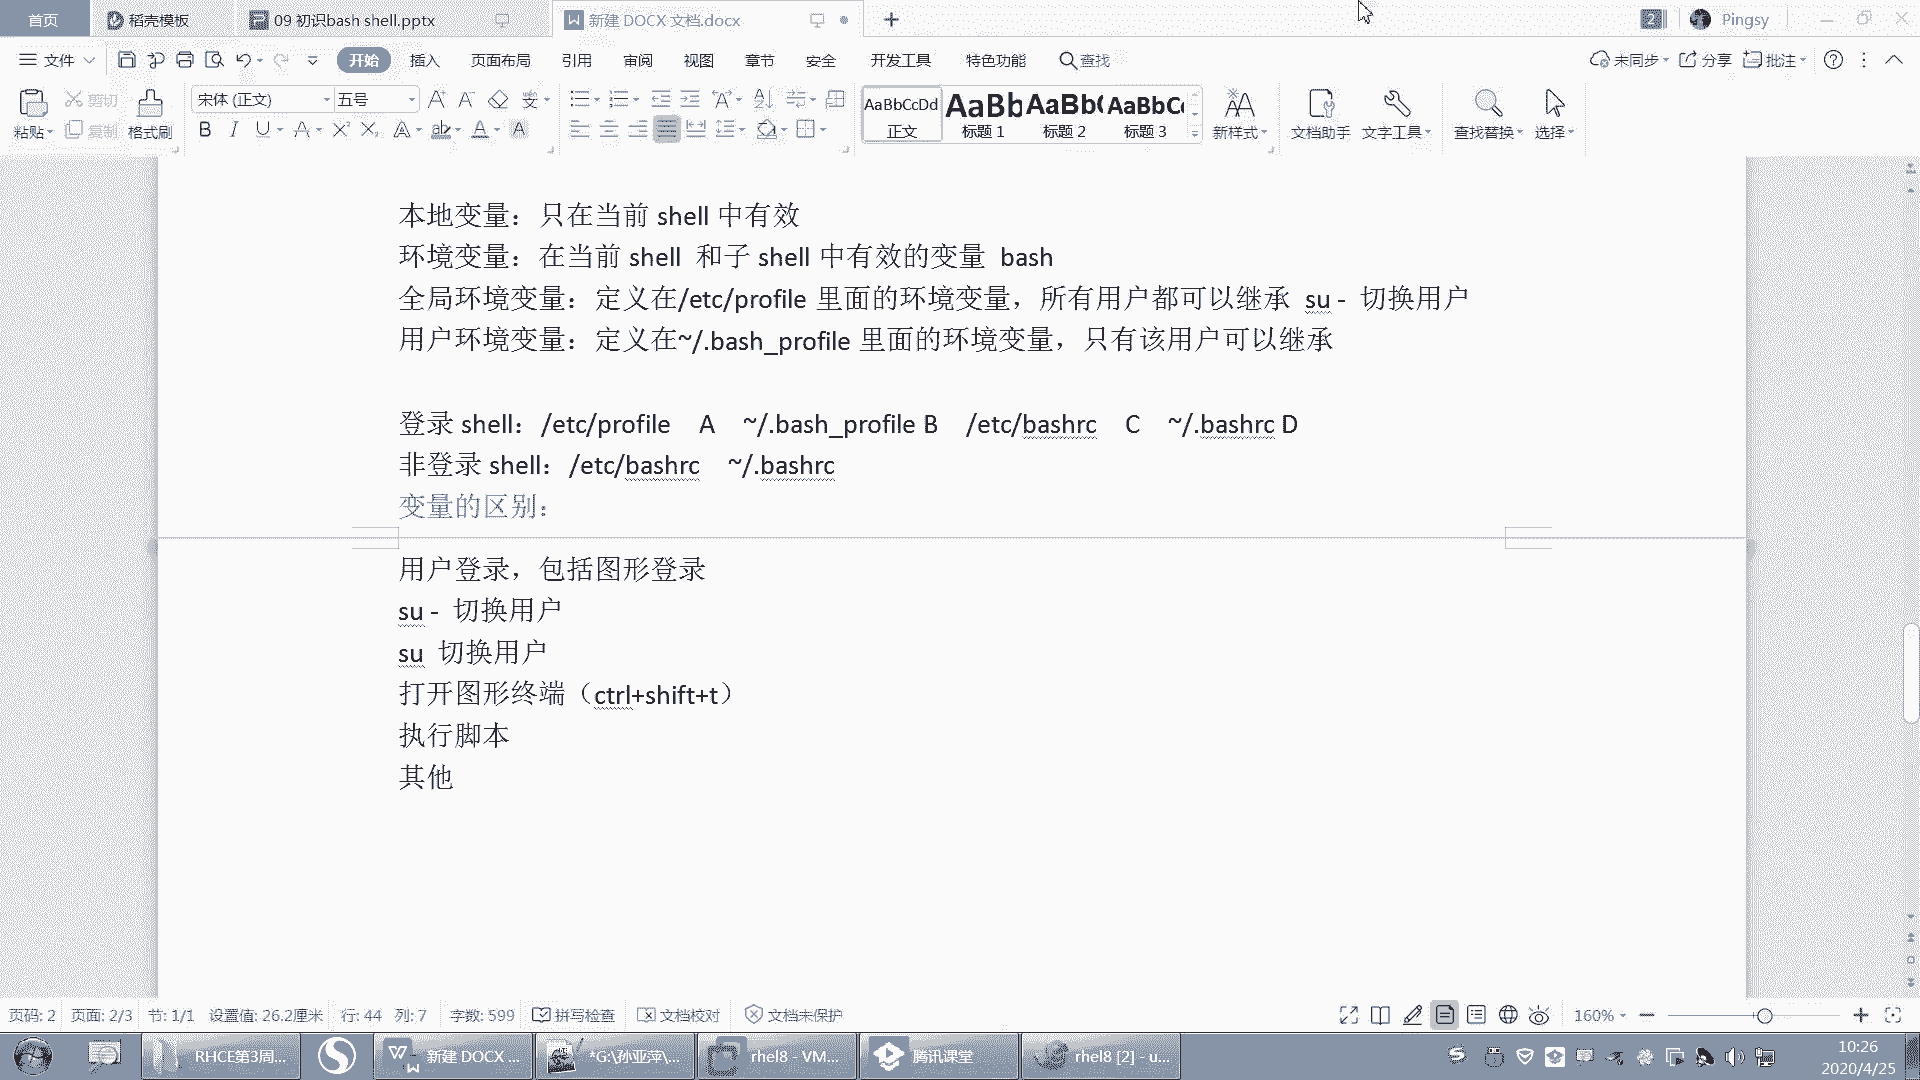 首页 稻壳模板 09 初识bash shell.pptx 新建 DOCX 文档.docx 2 Pingsy
文件 开始 插入 页面布局 引用 审阅 视图 章节 安全 开发工具 特色功能 查找 未同步 分享 批注
粘贴 剪切 复制 格式刷 宋体 (正文) 五号
AaBbCcDd AaBb AaBb( AaBbC
正文 标题 1 标题 2 标题 3 新样式 文档助手 文字工具 查找替换 选择
本地变量：只在当前 shell 中有效
环境变量：在当前 shell 和子 shell 中有效的变量 bash
全局环境变量：定义在/etc/profile 里面的环境变量，所有用户都可以继承 su - 切换用户
用户环境变量：定义在~/.bash_profile 里面的环境变量，只有该用户可以继承
登录 shell：/etc/profile A ~/.bash_profile B /etc/bashrc C ~/.bashrc D
非登录 shell：/etc/bashrc ~/.bashrc
变量的区别：
用户登录，包括图形登录
su - 切换用户
su 切换用户
打开图形终端（ctrl+shift+t）
执行脚本
其他
页码: 2 页面: 2/3 节: 1/1 设置值: 26.2厘米 行: 44 列: 7 字数: 599 拼写检查 文档校对 文档未保护 160%
RHCE第3周... 新建 DOCX ... *G:\孙亚萍\... rhel8 - VM... 腾讯课堂 rhel8 [2] - u... 10:26
2020/4/25